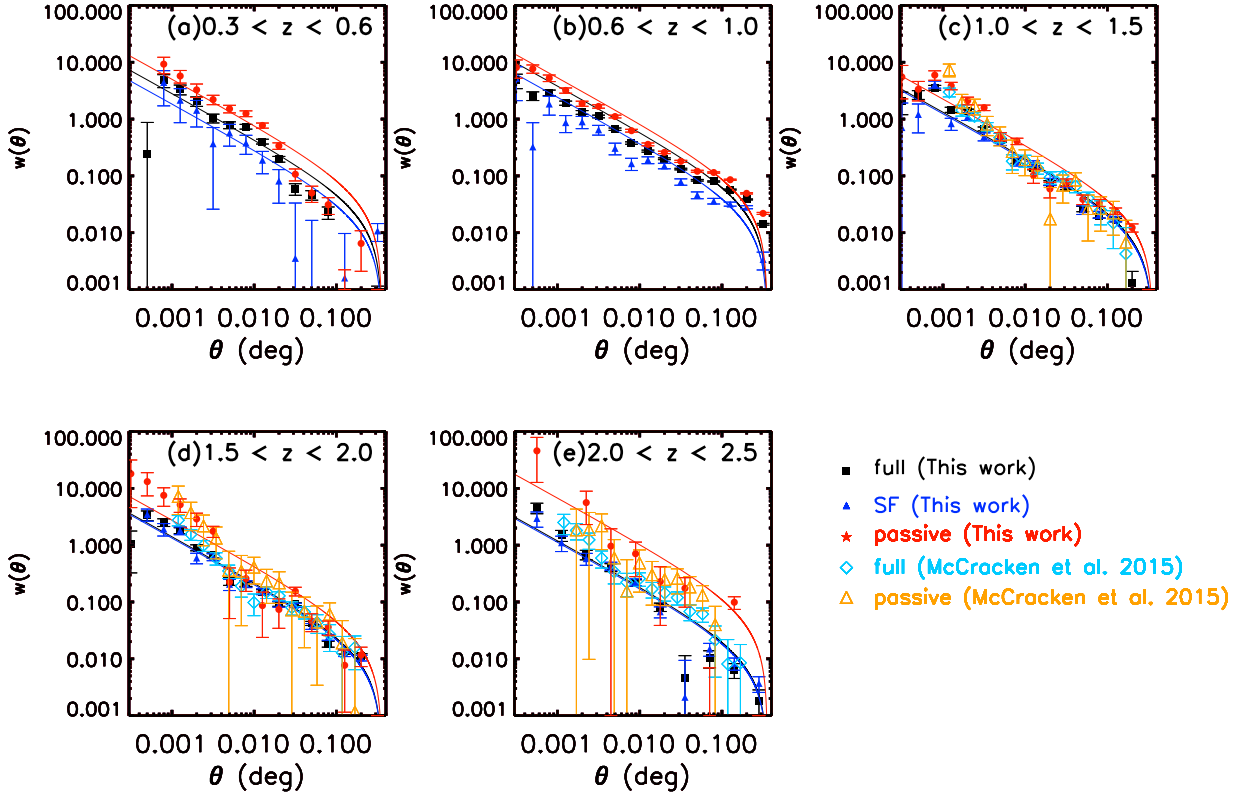 (a)0.3 < z < 0.6
100.000
10.000
1.000
0.100
0.010
0.001
w(θ)
0.001 0.010 0.100
θ (deg)
(b)0.6 < z < 1.0
100.000
10.000
1.000
0.100
0.010
0.001
w(θ)
0.001 0.010 0.100
θ (deg)
(c)1.0 < z < 1.5
100.000
10.000
1.000
0.100
0.010
0.001
w(θ)
0.001 0.010 0.100
θ (deg)
(d)1.5 < z < 2.0
100.000
10.000
1.000
0.100
0.010
0.001
w(θ)
0.001 0.010 0.100
θ (deg)
(e)2.0 < z < 2.5
100.000
10.000
1.000
0.100
0.010
0.001
w(θ)
0.001 0.010 0.100
θ (deg)
full (This work)
SF (This work)
passive (This work)
full (McCracken et al. 2015)
passive (McCracken et al. 2015)